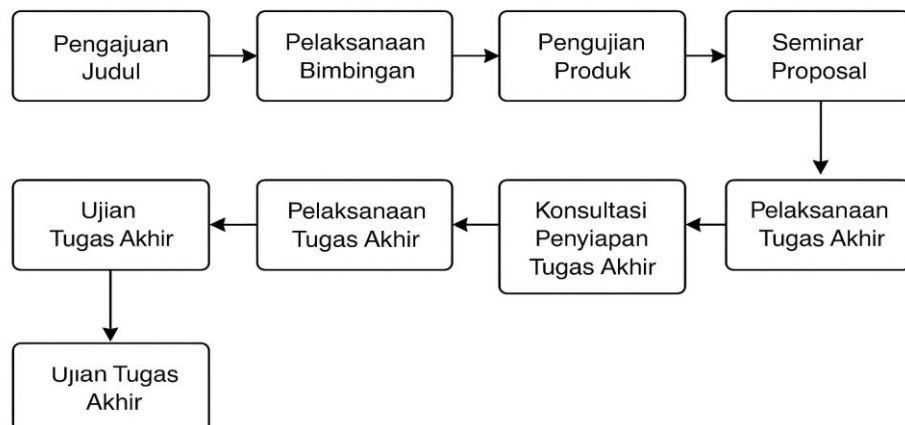 Pengajuan
Judul
Pelaksanaan
Bimbingan
Pengujian
Produk
Seminar
Proposal
Pelaksanaan
Tugas Akhir
Konsultasi
Penyiapan
Tugas Akhir
Pelaksanaan
Tugas Akhir
Ujian
Tugas Akhir
Ujian Tugas
Akhir